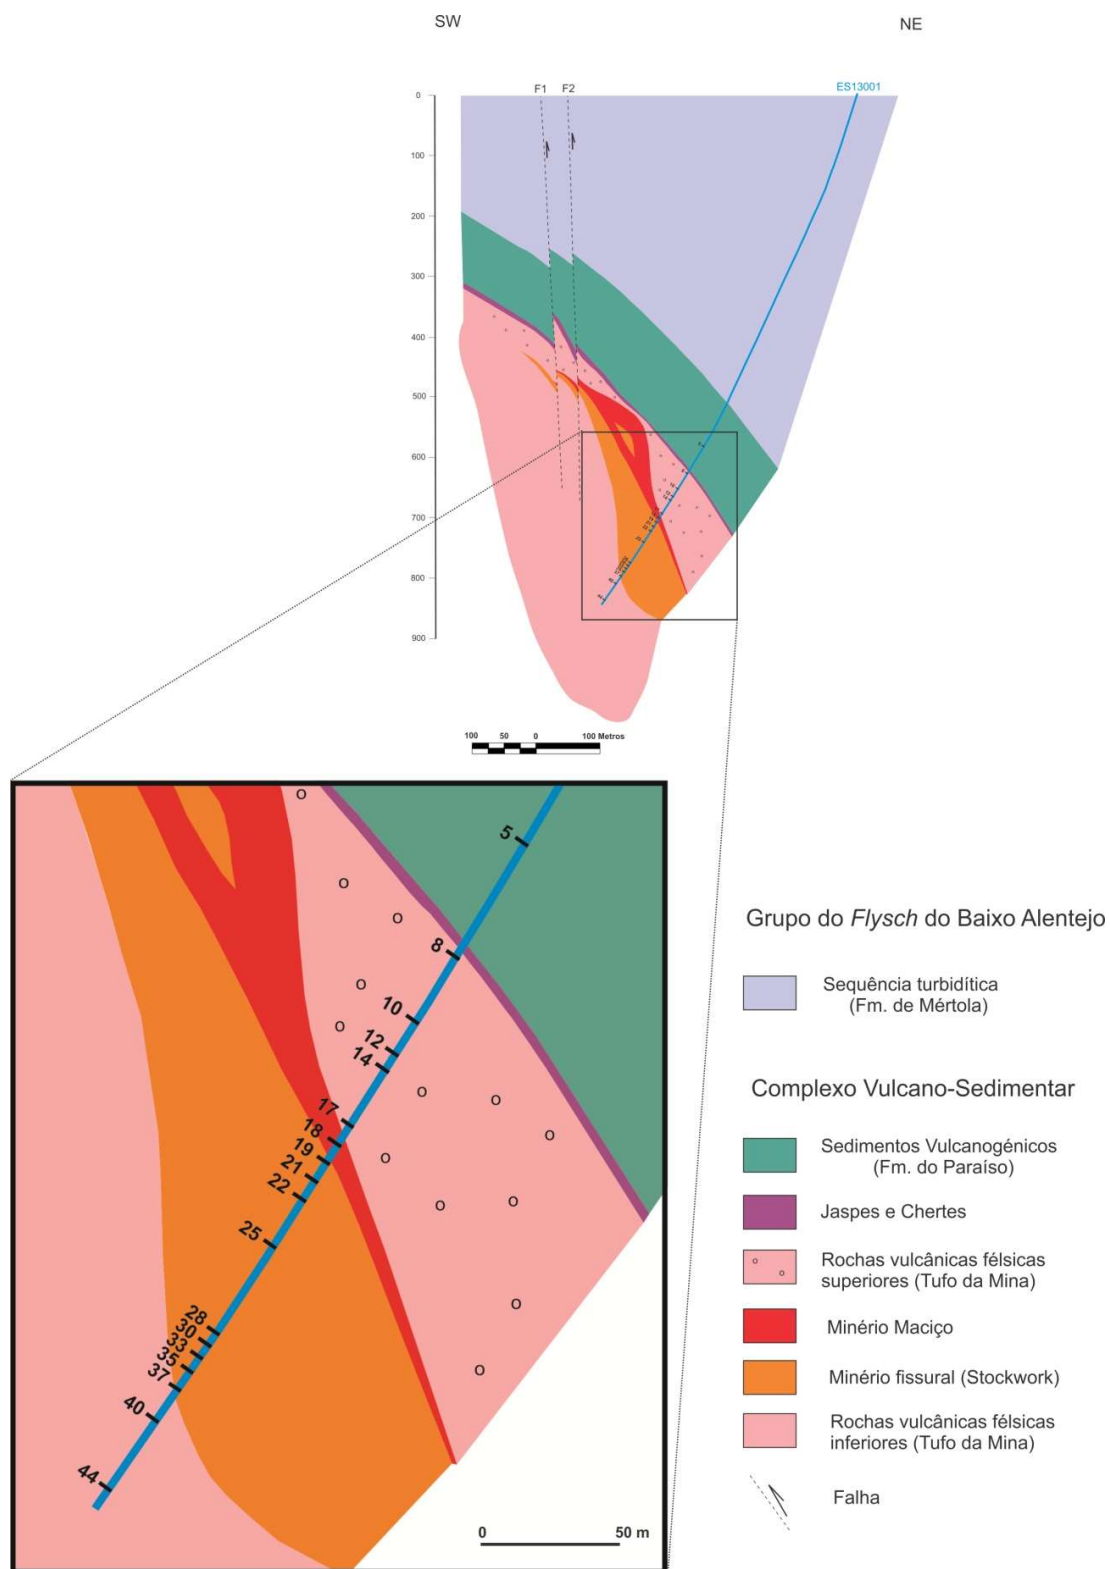 SW
NE
F1
F2
ES13001
0
100
200
300
400
500
600
700
800
900
100
50
0
100 Metros
5
8
10
12
14
17
18
19
21
22
25
28
30
33
35
37
40
44
0
50 m
Grupo do Flysch do Baixo Alentejo
Sequência turbidítica
(Fm. de Mértola)
Complexo Vulcano-Sedimentar
Sedimentos Vulcanogénicos
(Fm. do Paraíso)
Jaspes e Chertes
Rochas vulcânicas félsicas
superiores (Tufo da Mina)
Minério Maciço
Minério fissural (Stockwork)
Rochas vulcânicas félsicas
inferiores (Tufo da Mina)
Falha